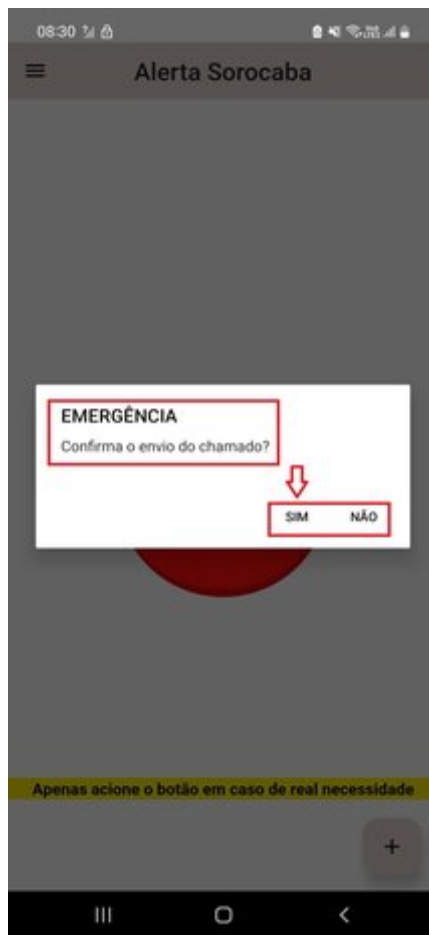 08:30
Alerta Sorocaba
EMERGÊNCIA
Confirma o envio do chamado?
SIM NÃO
Apenas acione o botão em caso de real necessidade
+